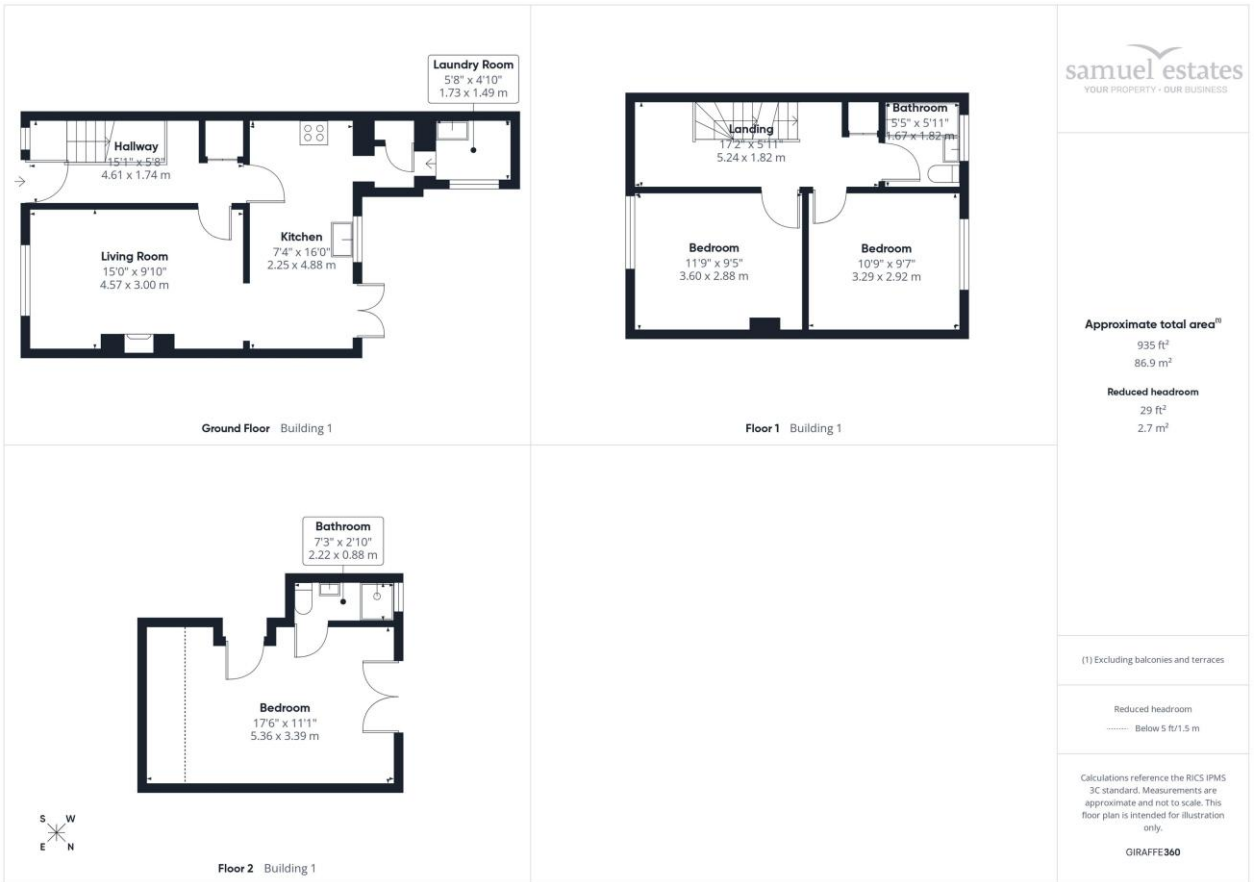 Laundry Room
5'8" x 4'10"
1.73 x 1.49 m
Hallway
15'1" x 5'8"
4.61 x 1.74 m
Kitchen
7'4" x 16'0"
2.25 x 4.88 m
Living Room
15'0" x 9'10"
4.57 x 3.00 m
Ground Floor Building 1
Bathroom
5'5" x 5'11"
1.67 x 1.82 m
Landing
17'2" x 5'11"
5.24 x 1.82 m
Bedroom
11'9" x 9'5"
3.60 x 2.88 m
Bedroom
10'9" x 9'7"
3.29 x 2.92 m
Floor 1 Building 1
Bathroom
7'3" x 2'10"
2.22 x 0.88 m
Bedroom
17'6" x 11'1"
5.36 x 3.39 m
S W
E N
Floor 2 Building 1
samuel estates
YOUR PROPERTY • OUR BUSINESS
Approximate total area⁽¹⁾
935 ft²
86.9 m²
Reduced headroom
29 ft²
2.7 m²
(1) Excluding balconies and terraces
Reduced headroom
Below 5 ft/1.5 m
Calculations reference the RICS IPMS
3C standard. Measurements are
approximate and not to scale. This
floor plan is intended for illustration
only.
GIRAFFE360